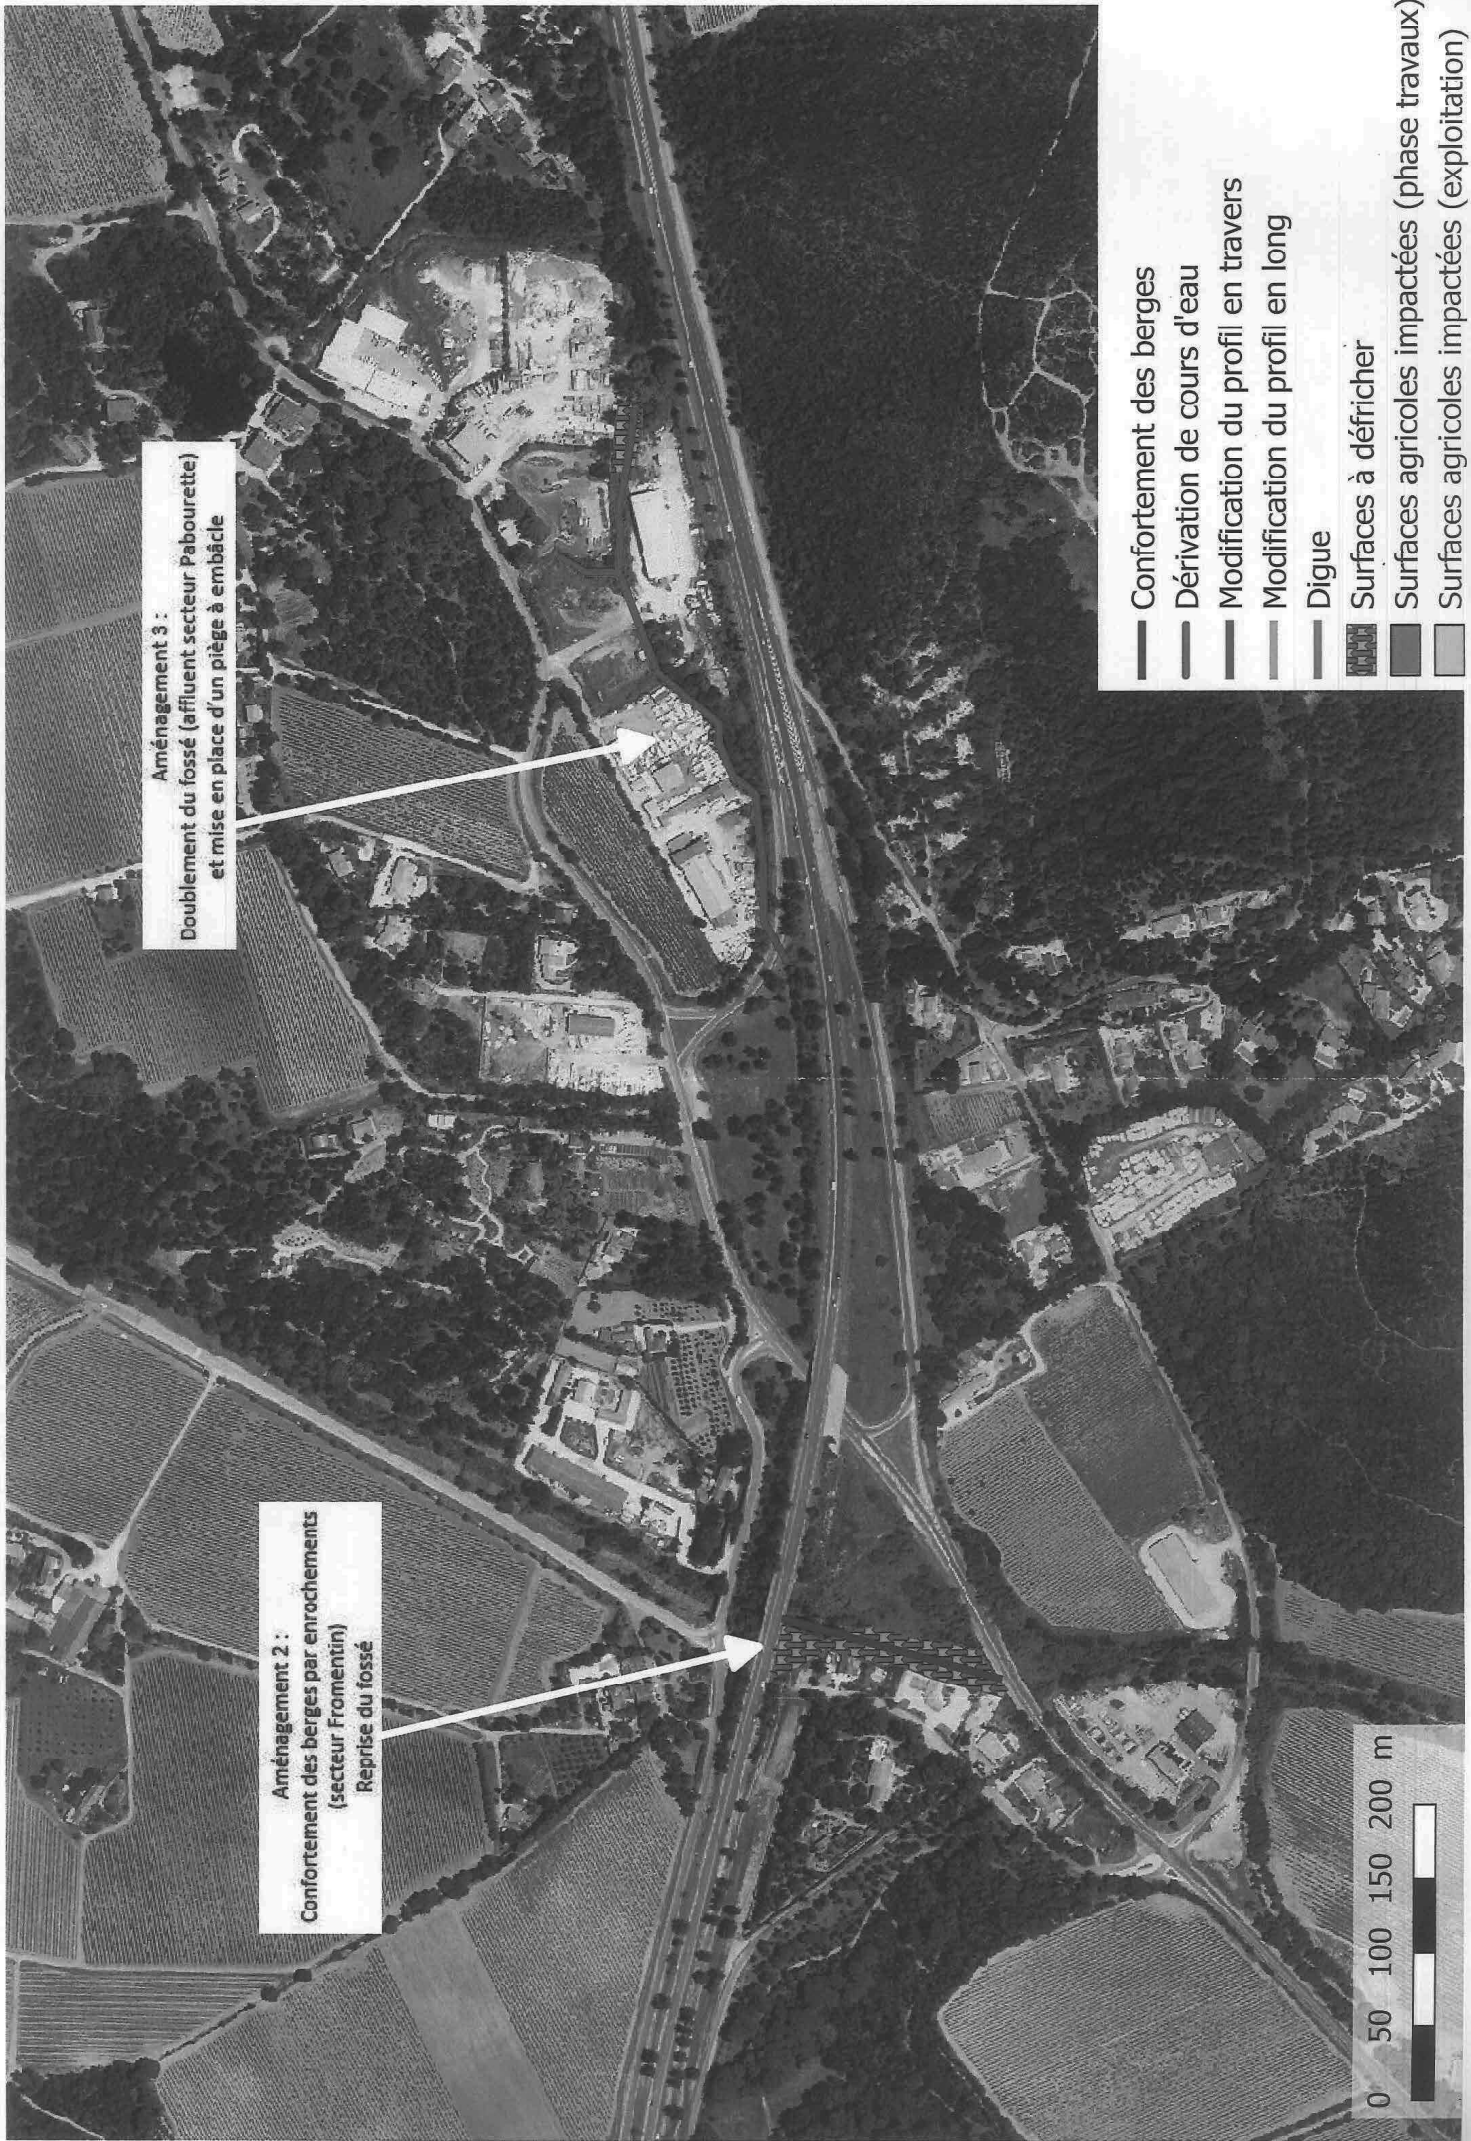 Aménagement 2 :
Confortement des berges par enrochements
(secteur Fromentin)
Reprise du fossé
Aménagement 3 :
Doublement du fossé (affluent secteur Pabourette)
et mise en place d'un piège à embâcle
Confortement des berges
Dérivation de cours d'eau
Modification du profil en travers
Modification du profil en long
Digue
Surfaces à défricher
Surfaces agricoles impactées (phase travaux)
Surfaces agricoles impactées (exploitation)
0 50 100 150 200 m